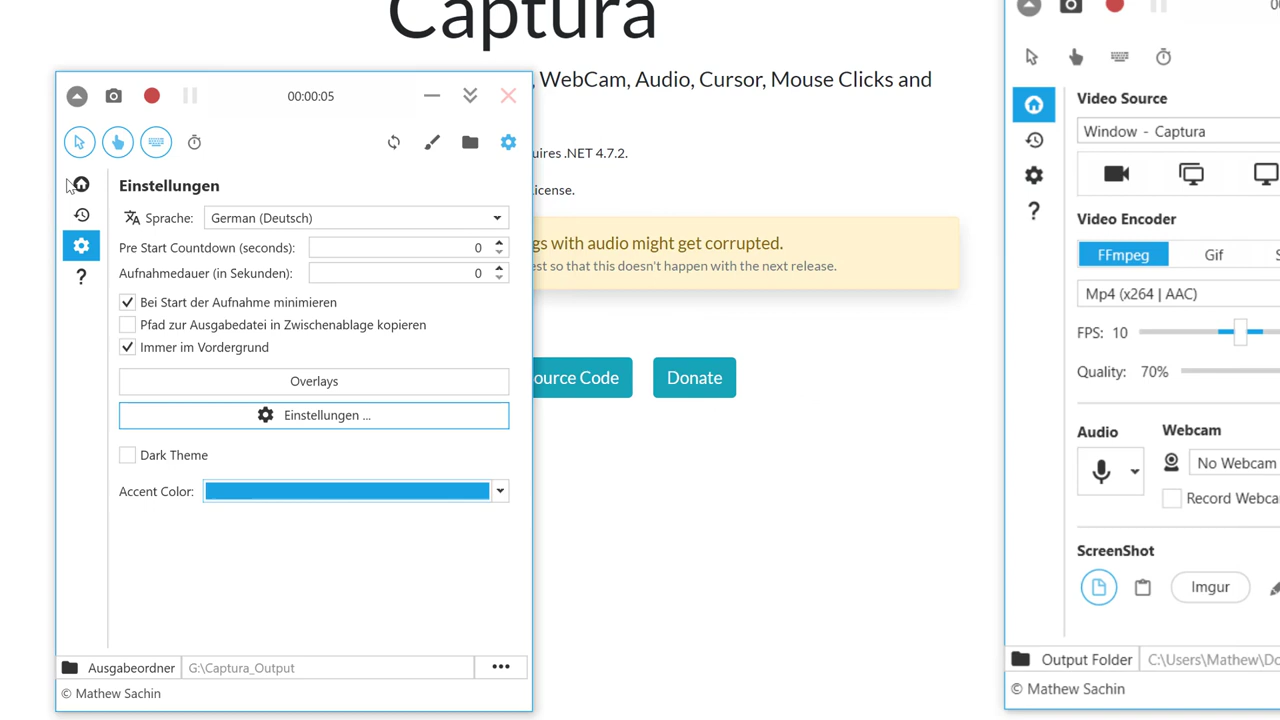 Captura
, WebCam, Audio, Cursor, Mouse Clicks and
uires .NET 4.7.2.
License.
gs with audio might get corrupted.
est so that this doesn't happen with the next release.
ource Code
Donate
00:00:05
Einstellungen
Sprache: German (Deutsch)
Pre Start Countdown (seconds): 0
Aufnahmedauer (in Sekunden): 0
Bei Start der Aufnahme minimieren
Pfad zur Ausgabedatei in Zwischenablage kopieren
Immer im Vordergrund
Overlays
Einstellungen ...
Dark Theme
Accent Color:
Ausgabeordner G:\Captura_Output
© Mathew Sachin
00
Video Source
Window - Captura
Video Encoder
FFmpeg Gif S
Mp4 (x264 | AAC)
FPS: 10
Quality: 70%
Audio Webcam
No Webcam
Record Webca
ScreenShot
Imgur
Output Folder C:\Users\Mathew\Do
© Mathew Sachin